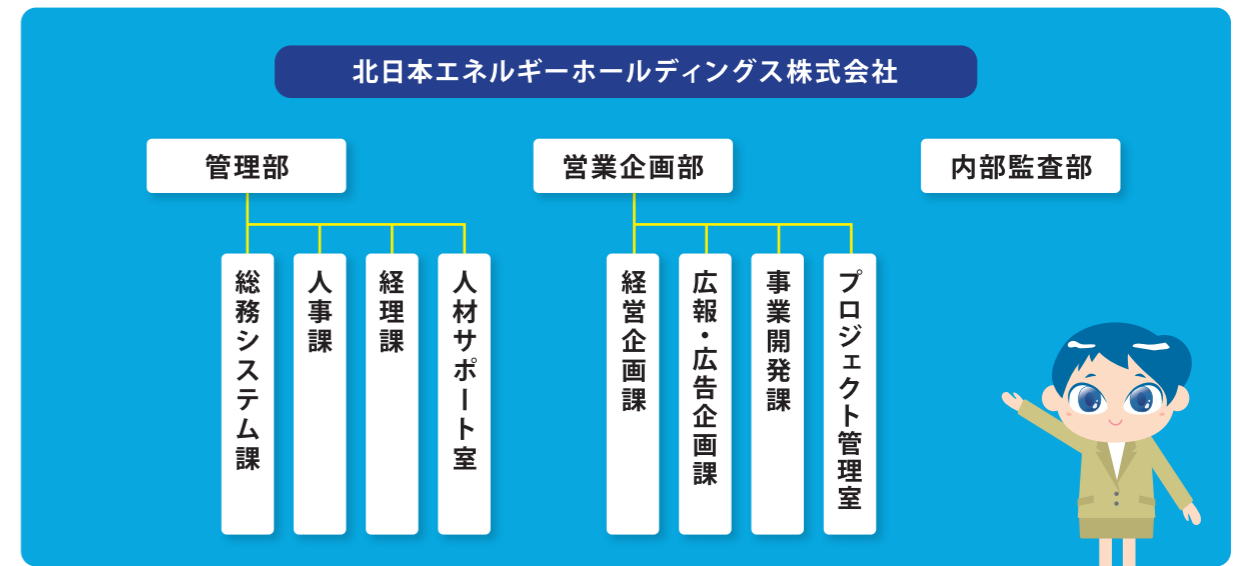 北日本エネルギーホールディングス株式会社
管理部
営業企画部
内部監査部
総務システム課
人事課
経理課
人材サポート室
経営企画課
広報・広告企画課
事業開発課
プロジェクト管理室